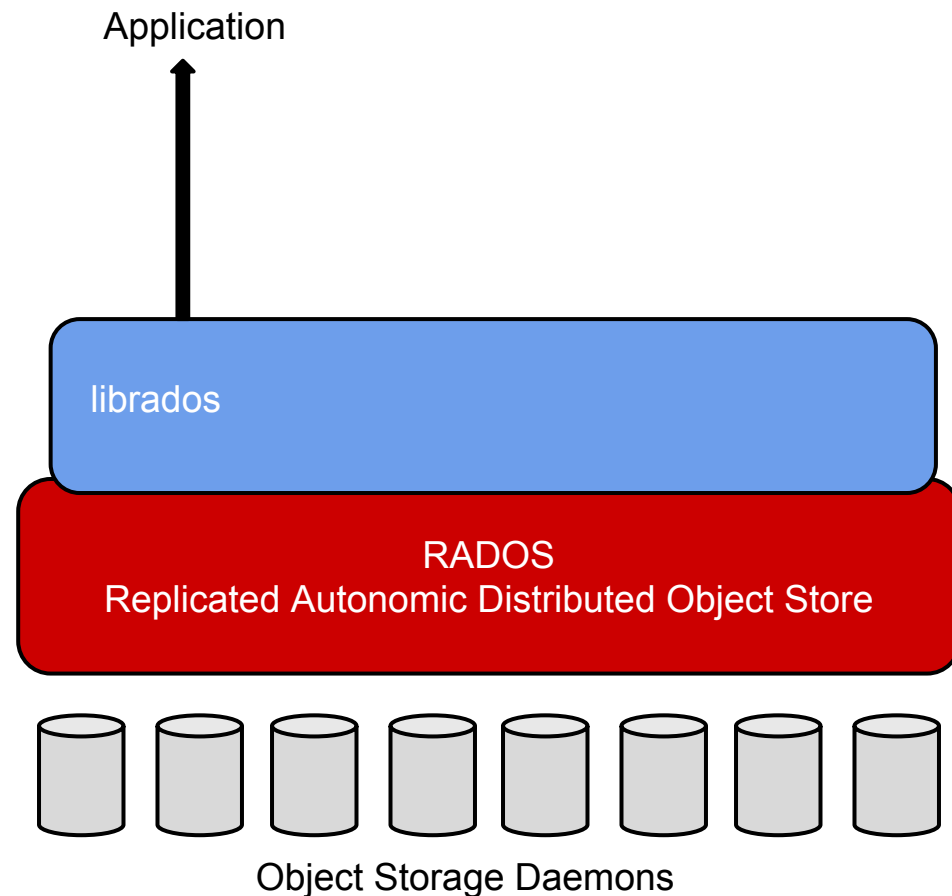 Application
librados
RADOS
Replicated Autonomic Distributed Object Store
Object Storage Daemons